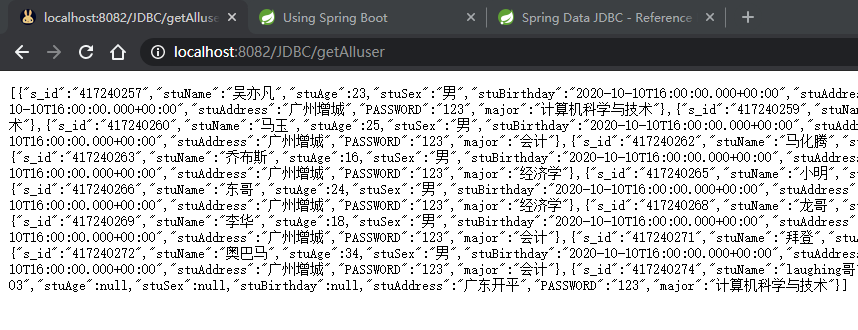 localhost:8082/JDBC/getAlluser
Using Spring Boot
Spring Data JDBC - Reference
localhost:8082/JDBC/getAlluser
[{"s_id":"417240257","stuName":"吴亦凡","stuAge":23,"stuSex":"男","stuBirthday":"2020-10-10T16:00:00.000+00:00","stuAddress
10-10T16:00:00.000+00:00","stuAddress":"广州增城","PASSWORD":"123","major":"计算机科学与技术"},{"s_id":"417240259","stuNam
术"},{"s_id":"417240260","stuName":"马玉","stuAge":25,"stuSex":"男","stuBirthday":"2020-10-10T16:00:00.000+00:00","stuAddr
10T16:00:00.000+00:00","stuAddress":"广州增城","PASSWORD":"123","major":"会计"},{"s_id":"417240262","stuName":"马化腾","st
{"s_id":"417240263","stuName":"乔布斯","stuAge":16,"stuSex":"男","stuBirthday":"2020-10-10T16:00:00.000+00:00","stuAddress
10T16:00:00.000+00:00","stuAddress":"广州增城","PASSWORD":"123","major":"经济学"},{"s_id":"417240265","stuName":"小明"
{"s_id":"417240266","stuName":"东哥","stuAge":24,"stuSex":"男","stuBirthday":"2020-10-10T16:00:00.000+00:00","stuAddress"
10T16:00:00.000+00:00","stuAddress":"广州增城","PASSWORD":"123","major":"经济学"},{"s_id":"417240268","stuName":"龙哥"
{"s_id":"417240269","stuName":"李华","stuAge":18,"stuSex":"男","stuBirthday":"2020-10-10T16:00:00.000+00:00","stuAddress"
10T16:00:00.000+00:00","stuAddress":"广州增城","PASSWORD":"123","major":"会计"},{"s_id":"417240271","stuName":"拜登"
{"s_id":"417240272","stuName":"奥巴马","stuAge":34,"stuSex":"男","stuBirthday":"2020-10-10T16:00:00.000+00:00","stuAddress
10T16:00:00.000+00:00","stuAddress":"广州增城","PASSWORD":"123","major":"会计"},{"s_id":"417240274","stuName":"laughing哥
03","stuAge":null,"stuSex":null,"stuBirthday":null,"stuAddress":"广东开平","PASSWORD":"123","major":"计算机科学与技术"}]